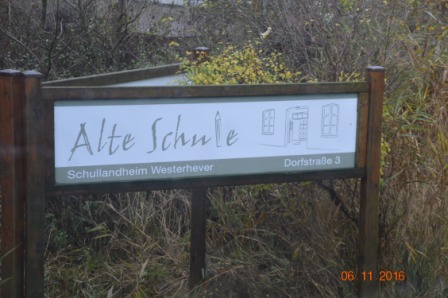 Alte Schule
Schullandheim Westerhever
Dorfstraße 3
06 11 2016